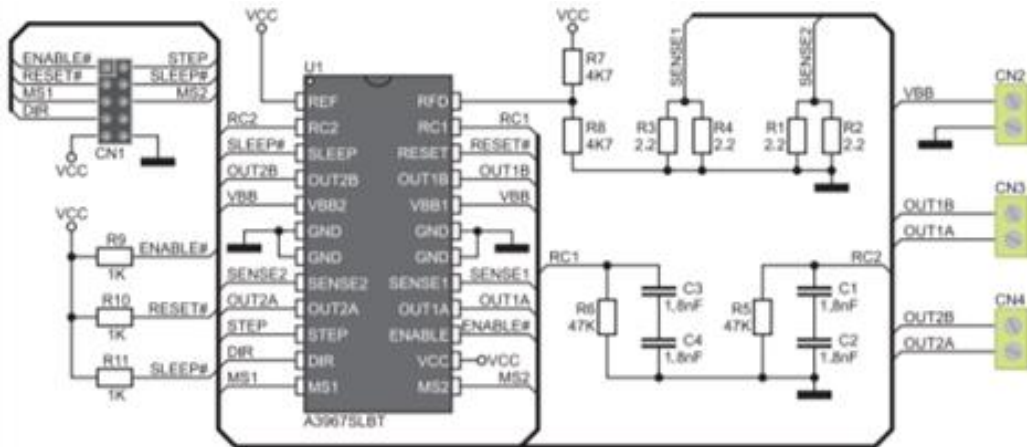 VCC
VCC
ENABLE#
STEP
RESET#
SLEEP#
MS1
MS2
DIR
VCC
CN1
U1
REF
RFD
RC2
RC2
RC1
RC1
SLEEP#
SLEEP
RESET
RESET#
OUT2B
OUT2B
OUT1B
OUT1B
VBB
VBB2
VBB1
VBB
GND
GND
GND
GND
SENSE2
SENSE2
SENSE1
SENSE1
OUT2A
OUT2A
OUT1A
OUT1A
STEP
STEP
ENABLE
ENABLE#
DIR
DIR
VCC
VCC
MS1
MS1
MS2
MS2
A3967SLBT
VCC
R9
ENABLE#
1K
R10
RESET#
1K
R11
SLEEP#
1K
R7
4K7
R8
4K7
SENSE1
SENSE2
R3
2.2
R4
2.2
R1
2.2
R2
2.2
RC1
R6
47K
C3
1,8nF
C4
1,8nF
RC2
R5
47K
C1
1,8nF
C2
1,8nF
CN2
VBB
CN3
OUT1B
OUT1A
CN4
OUT2B
OUT2A